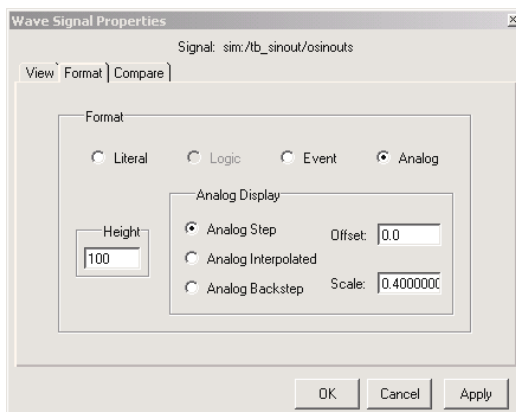 Wave Signal Properties
Signal: sim:/tb_sinout/osinouts
View Format Compare
Format
Literal Logic Event Analog
Analog Display
Height
100
Analog Step Offset: 0.0
Analog Interpolated
Analog Backstep Scale: 0.4000000
OK Cancel Apply